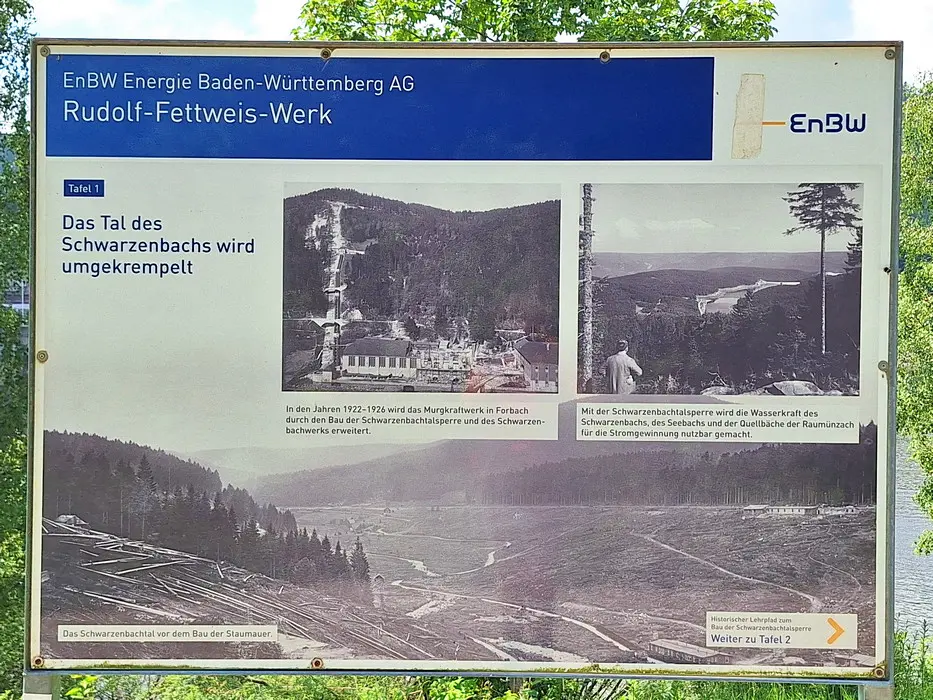 EnBW Energie Baden-Württemberg AG
Rudolf-Fettweis-Werk
EnBW
Tafel 1
Das Tal des
Schwarzenbachs wird
umgekrempelt
In den Jahren 1922–1926 wird das Murgkraftwerk in Forbach
durch den Bau der Schwarzenbachtalsperre und des Schwarzen-
bachwerks erweitert.
Mit der Schwarzenbachtalsperre wird die Wasserkraft des
Schwarzenbachs, des Seebachs und der Quellbäche der Raumünzach
für die Stromgewinnung nutzbar gemacht.
Das Schwarzenbachtal vor dem Bau der Staumauer.
Historischer Lehrpfad zum
Bau der Schwarzenbachtalsperre
Weiter zu Tafel 2